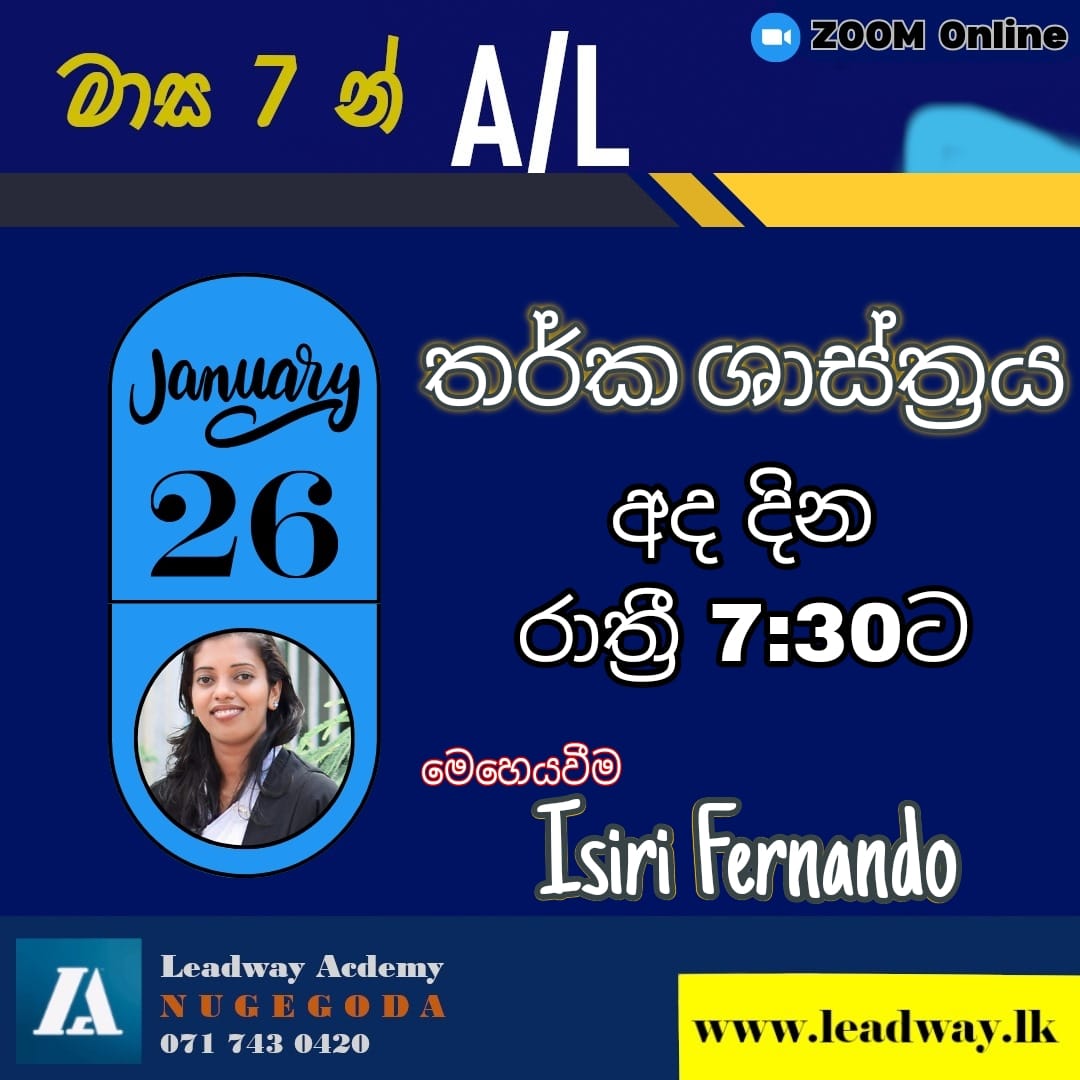 ZOOM Online
මාස 7 න් A/L
January
26
තර්ක ශාස්ත්‍රය
අද දින
රාත්‍රී 7:30ට
මෙහෙයවීම
Isiri Fernando
LA
Leadway Acdemy
NUGEGODA
071 743 0420
www.leadway.lk